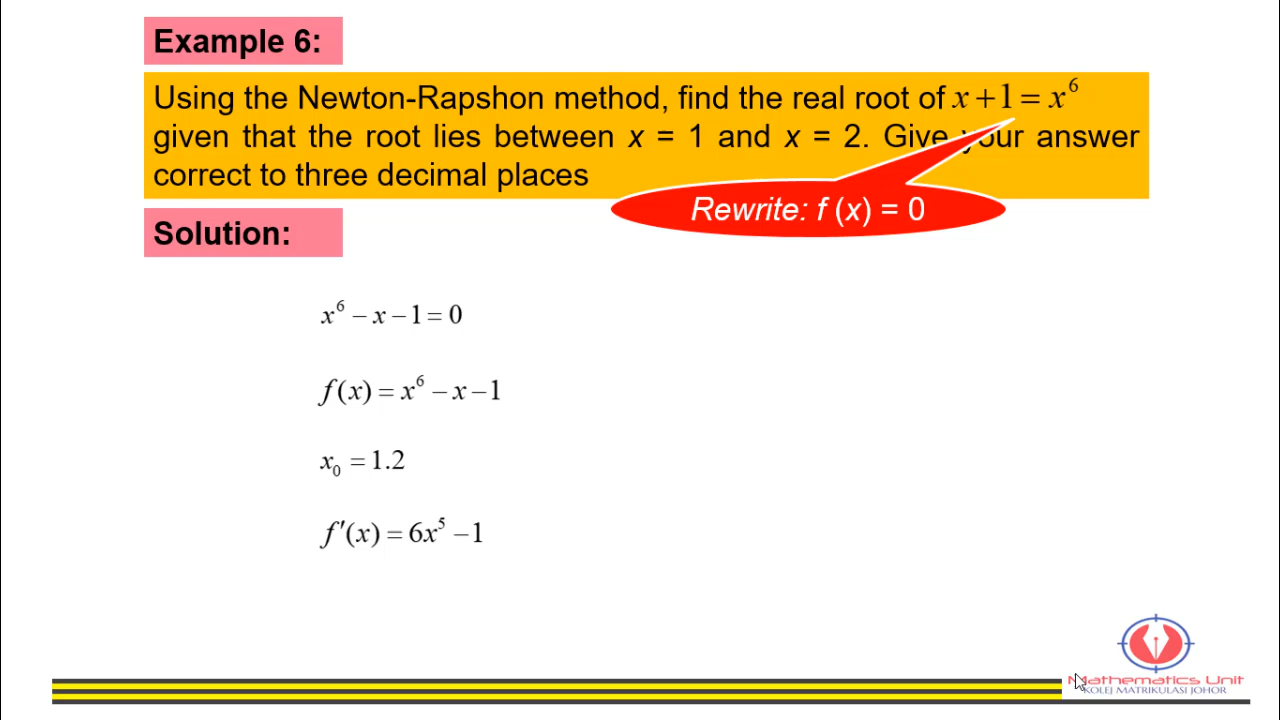 Example 6:
Using the Newton-Rapshon method, find the real root of x + 1 = x⁶
given that the root lies between x = 1 and x = 2. Give your answer
correct to three decimal places
Rewrite: f (x) = 0
Solution:
x⁶ − x − 1 = 0
f(x) = x⁶ − x − 1
x₀ = 1.2
f′(x) = 6x⁵ − 1
Mathematics Unit
KOLEJ MATRIKULASI JOHOR